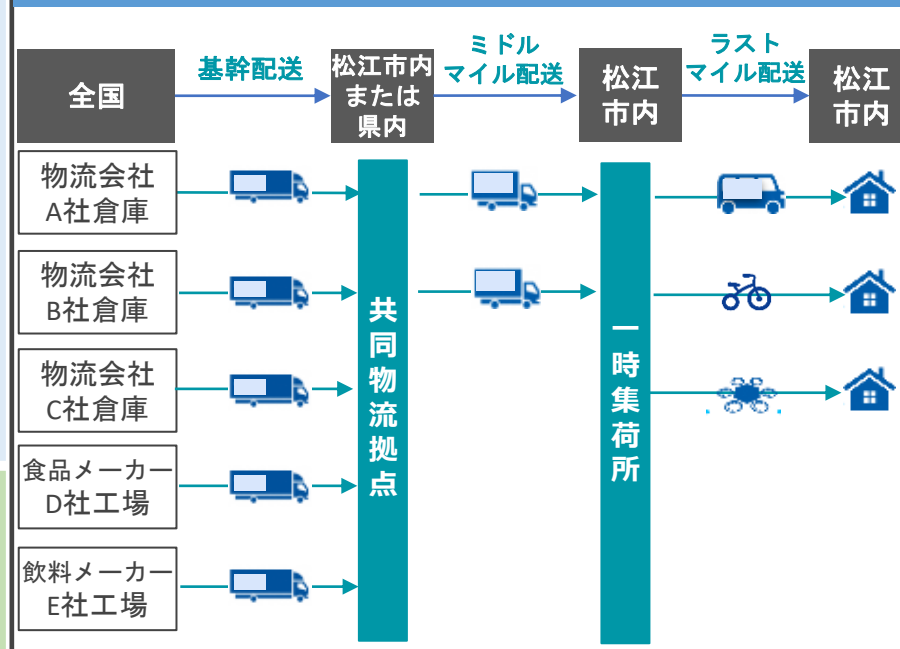 全国
基幹配送
松江市内
または
県内
ミドル
マイル配送
松江
市内
ラスト
マイル配送
松江
市内
物流会社
A社倉庫
物流会社
B社倉庫
物流会社
C社倉庫
食品メーカー
D社工場
飲料メーカー
E社工場
共同物流拠点
一時集荷所